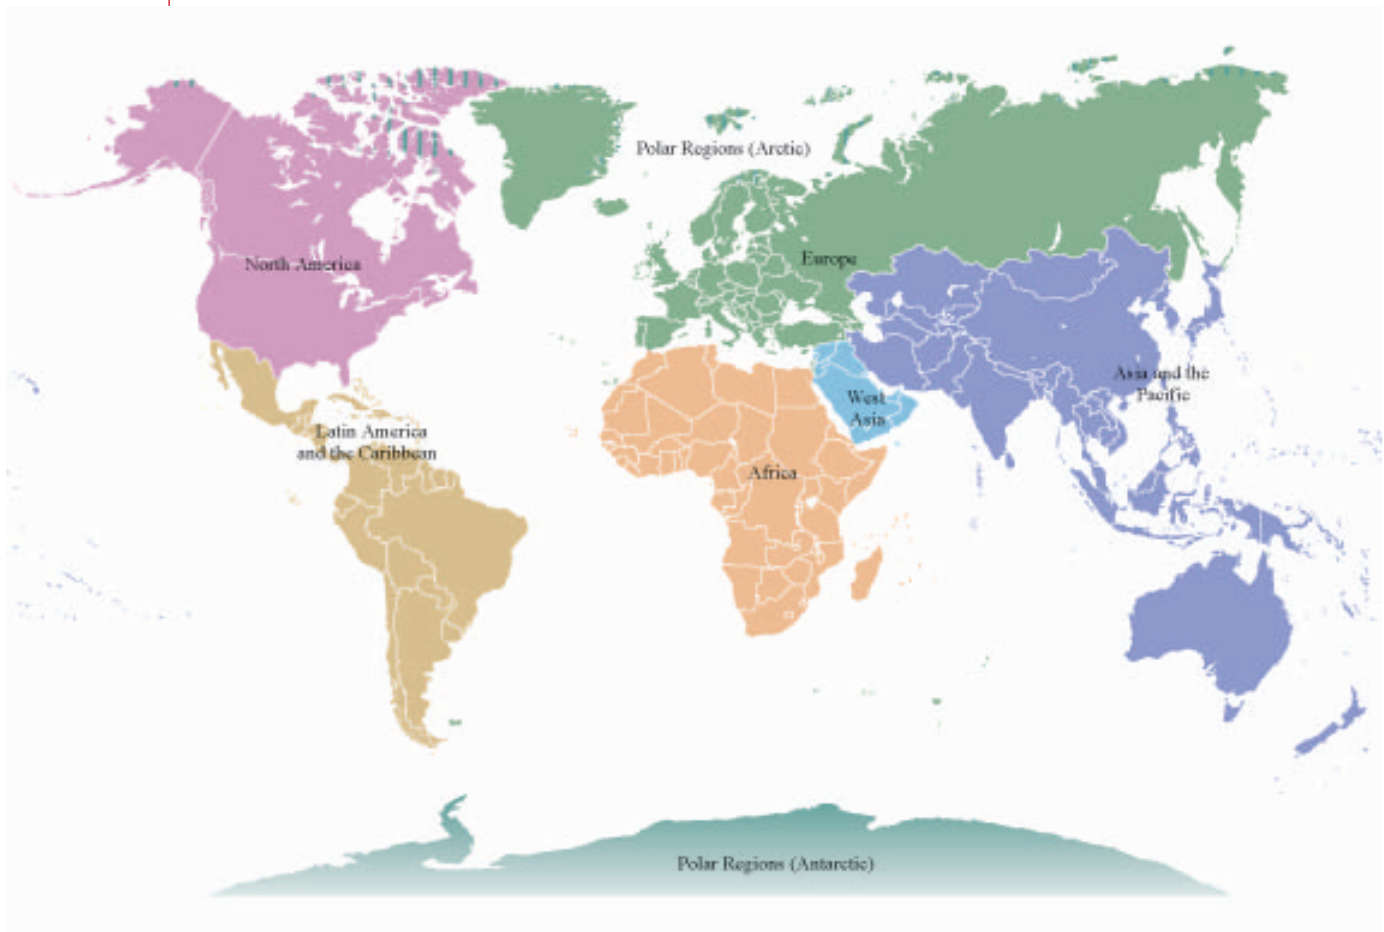 Polar Regions (Arctic)
North America
Europe
Asia and the
Pacific
West
Asia
Latin America
and the Caribbean
Africa
Polar Regions (Antarctic)